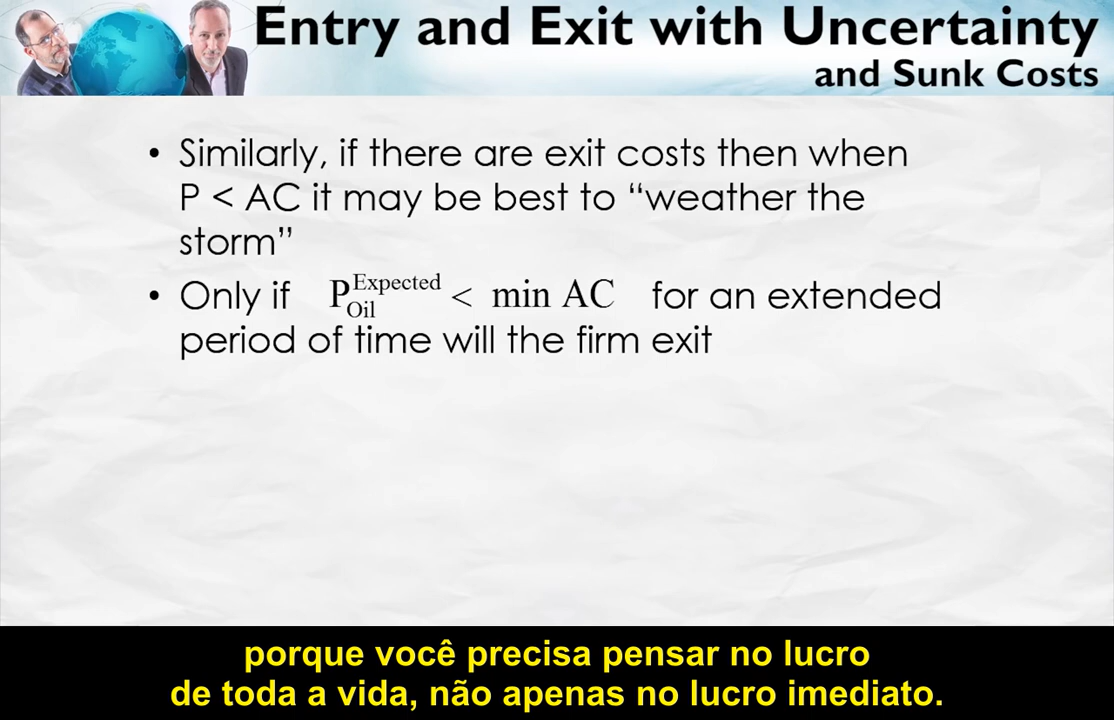 Entry and Exit with Uncertainty
and Sunk Costs
• Similarly, if there are exit costs then when
P < AC it may be best to “weather the
storm”
• Only if P_Oil^Expected < min AC for an extended
period of time will the firm exit
porque você precisa pensar no lucro
de toda a vida, não apenas no lucro imediato.